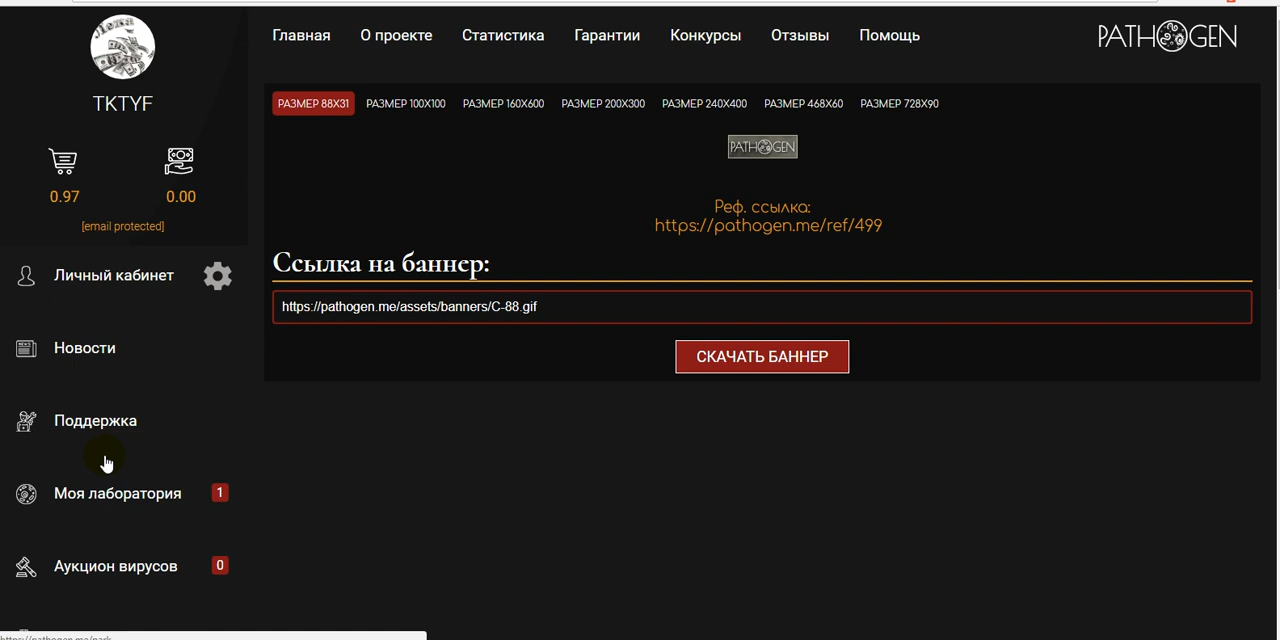 Главная О проекте Статистика Гарантии Конкурсы Отзывы Помощь
PATHOGEN
TKTYF
0.97 0.00
[email protected]
Личный кабинет
Новости
Поддержка
Моя лаборатория 1
Аукцион вирусов 0
РАЗМЕР 88X31 РАЗМЕР 100X100 РАЗМЕР 160X600 РАЗМЕР 200X300 РАЗМЕР 240X400 РАЗМЕР 468X60 РАЗМЕР 728X90
PATHOGEN
Реф. ссылка:
https://pathogen.me/ref/499
Ссылка на баннер:
https://pathogen.me/assets/banners/C-88.gif
СКАЧАТЬ БАННЕР